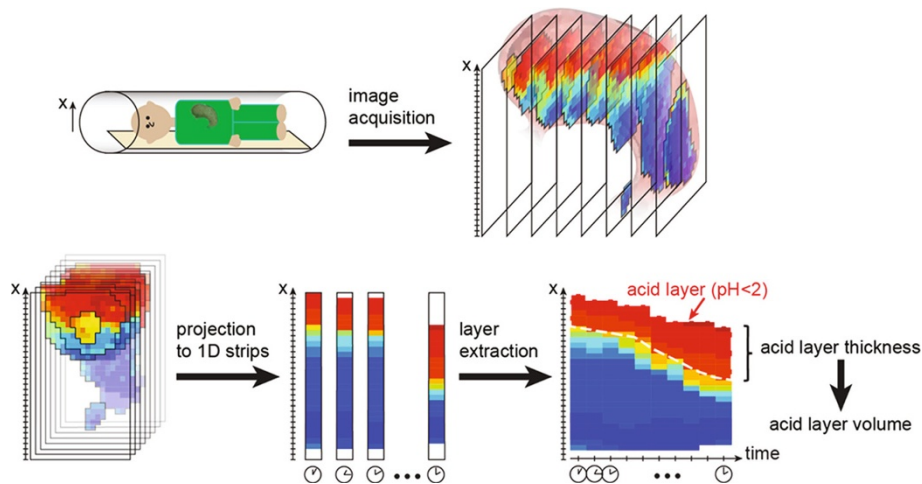 X
image
acquisition
X
X
projection
to 1D strips
X
layer
extraction
X
acid layer (pH<2)
acid layer thickness
acid layer volume
time